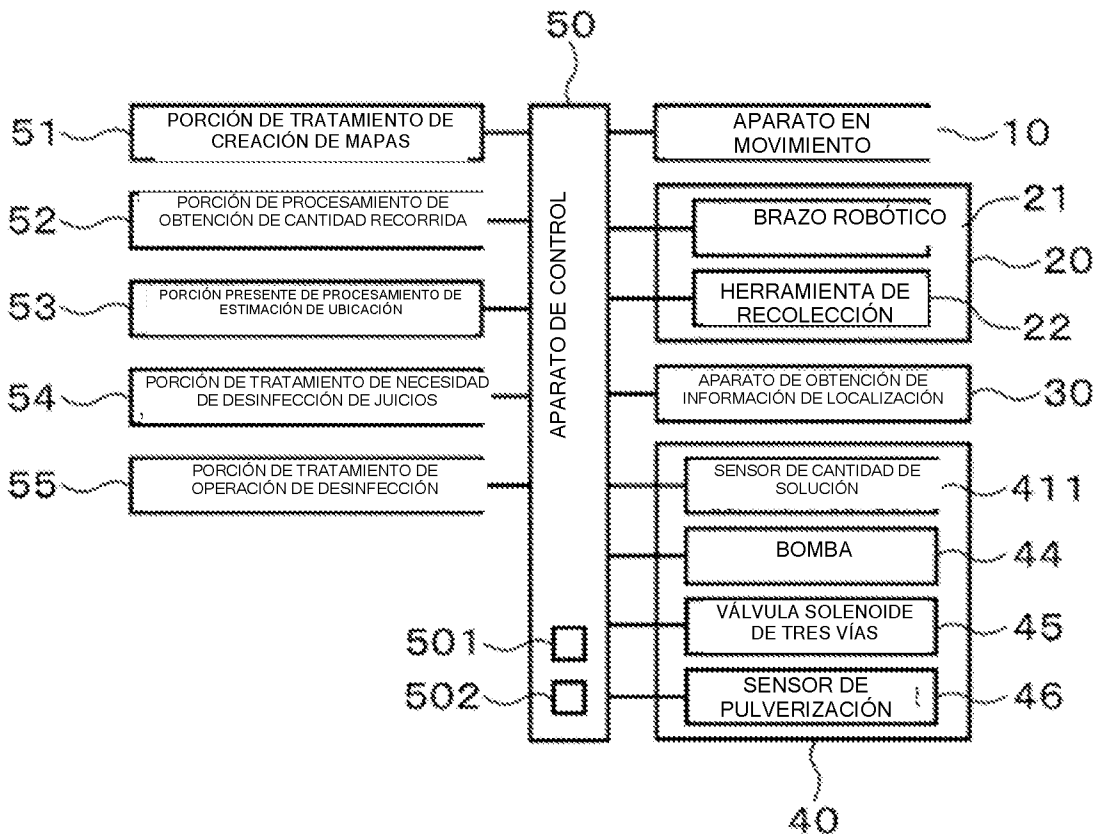 50
51
PORCIÓN DE TRATAMIENTO DE
CREACIÓN DE MAPAS
52
PORCIÓN DE PROCESAMIENTO DE
OBTENCIÓN DE CANTIDAD RECORRIDA
53
PORCIÓN PRESENTE DE PROCESAMIENTO DE
ESTIMACIÓN DE UBICACIÓN
54
PORCIÓN DE TRATAMIENTO DE NECESIDAD
DE DESINFECCIÓN DE JUICIOS
55
PORCIÓN DE TRATAMIENTO DE
OPERACIÓN DE DESINFECCIÓN
APARATO DE CONTROL
501
502
APARATO EN
MOVIMIENTO
10
BRAZO ROBÓTICO
21
20
HERRAMIENTA DE
RECOLECCIÓN
22
APARATO DE OBTENCIÓN DE
INFORMACIÓN DE LOCALIZACIÓN
30
SENSOR DE CANTIDAD DE
SOLUCIÓN
411
BOMBA
44
VÁLVULA SOLENOIDE
DE TRES VÍAS
45
SENSOR DE
PULVERIZACIÓN
46
40